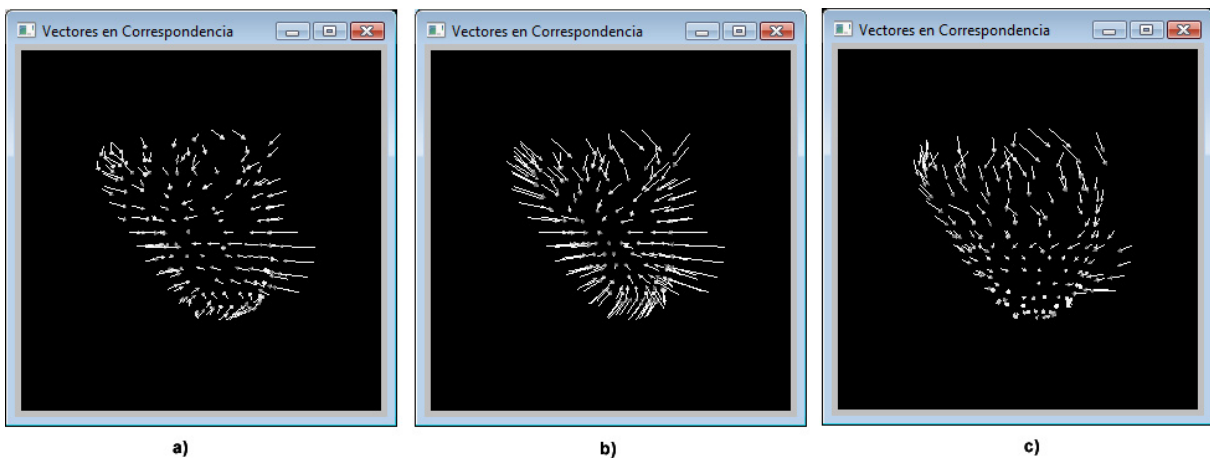 Vectores en Correspondencia
Vectores en Correspondencia
Vectores en Correspondencia
a)
b)
c)